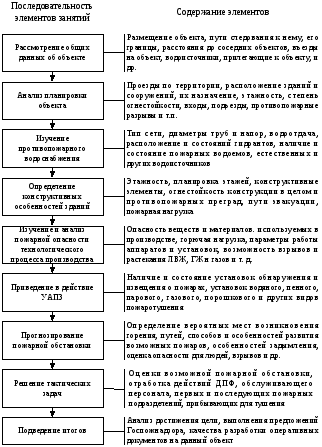 Последовательность
элементов занятий
Содержание элементов
Рассмотрение общих
данных об объекте
Размещение объекта, пути следования к нему, его
границы, расстояния до соседних объектов, въезды
на объект, водоисточники, прилегающие к объекту, и
др.
Анализ планировки
объекта
Проезды по территории, расположение зданий и
сооружений, их назначение, этажность, степень
огнестойкости, входы, подъезды, противопожарные
разрывы и т.п.
Изучение
противопожарного
водоснабжения
Тип сети, диаметры труб и напор, водоотдача,
расположение и состояние гидрантов, наличие и
состояние пожарных водоемов, естественных и
других водоисточников
Определение
конструктивных
особенностей зданий
Этажность, планировка этажей, конструктивные
элементы, огнестойкость конструкции в целом и
противопожарных преград, пути эвакуации,
пожарная нагрузка
Изучение и анализ
пожарной опасности
технологического
процесса производства
Опасность веществ и материалов, используемых в
производстве, горючая нагрузка, параметры работы
аппаратов и установок, возможность взрывов и
растекания ЛВЖ, ГЖ и газов и т. д.
Приведение в действие
УАПЗ
Наличие и состояние установок обнаружения и
извещения о пожарах, установок водяного, пенного,
парового, газового, порошкового и других видов
пожаротушения
Прогнозирование
пожарной обстановки
Определение вероятных мест возникновения
горения, путей, способов и особенностей развития
возможных пожаров, особенностей задымления,
оценка опасности для людей, взрывов и др.
Решение тактических
задач
Оценки возможной пожарной обстановки,
отработка действий ДПФ, обслуживающего
персонала, первых и последующих пожарных
подразделений, прибывающих для тушения
Подведение итогов
Анализ достижения цели, выполнения предложений
Госпожнадзора, качества разработки оперативных
документов на данный объект